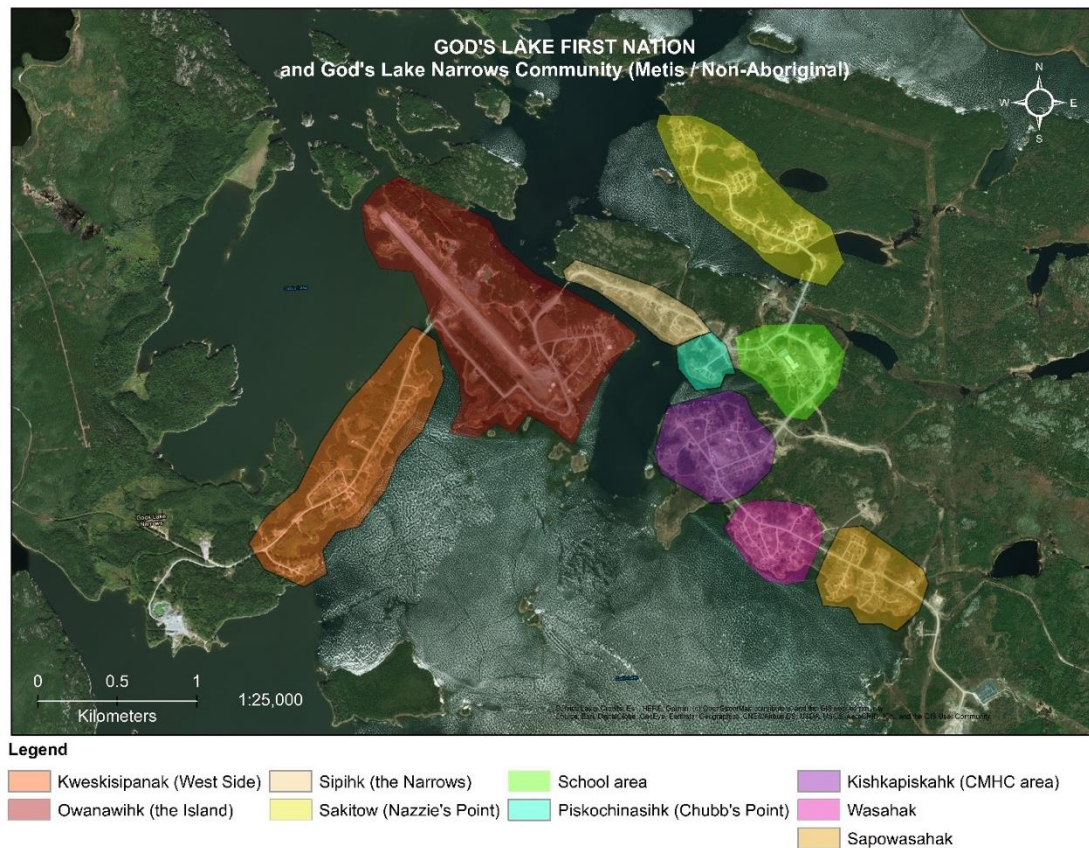 GOD'S LAKE FIRST NATION
and God's Lake Narrows Community (Metis / Non-Aboriginal)
N
W E
S
0 0.5 1
1:25,000
Kilometers
Legend
Kweskisipanak (West Side)
Sipihk (the Narrows)
School area
Kishkapiskahk (CMHC area)
Owanawihk (the Island)
Sakitow (Nazzie's Point)
Piskochinasihk (Chubb's Point)
Wasahak
Sapowasahak